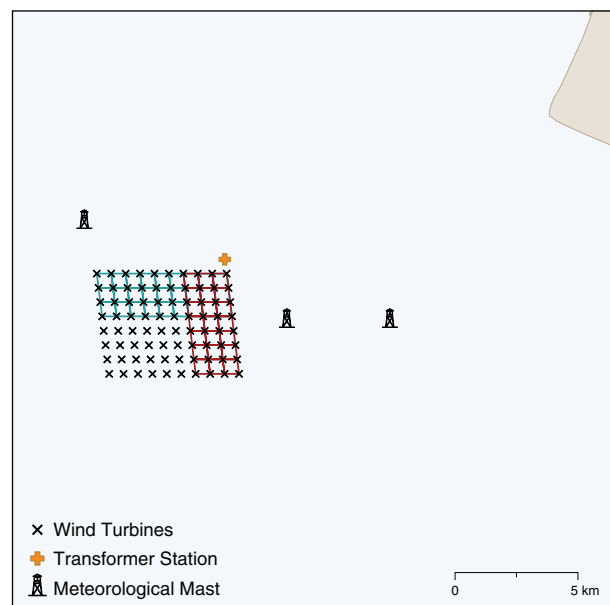 Wind Turbines
Transformer Station
Meteorological Mast
0 5 km